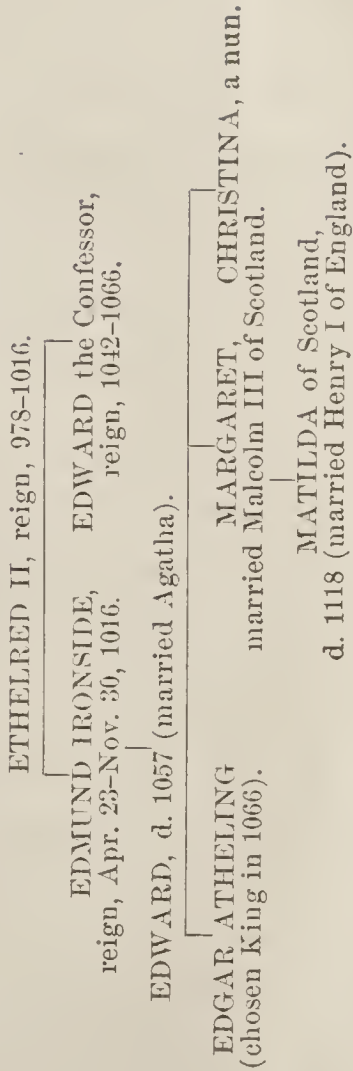 ETHELRED II, reign, 978–1016.
EDMUND IRONSIDE,
reign, Apr. 23–Nov. 30, 1016.
EDWARD the Confessor,
reign, 1042–1066.
EDWARD, d. 1057 (married Agatha).
EDGAR ATHELING
(chosen King in 1066).
MARGARET,
married Malcolm III of Scotland.
CHRISTINA, a nun.
MATILDA of Scotland,
d. 1118 (married Henry I of England).